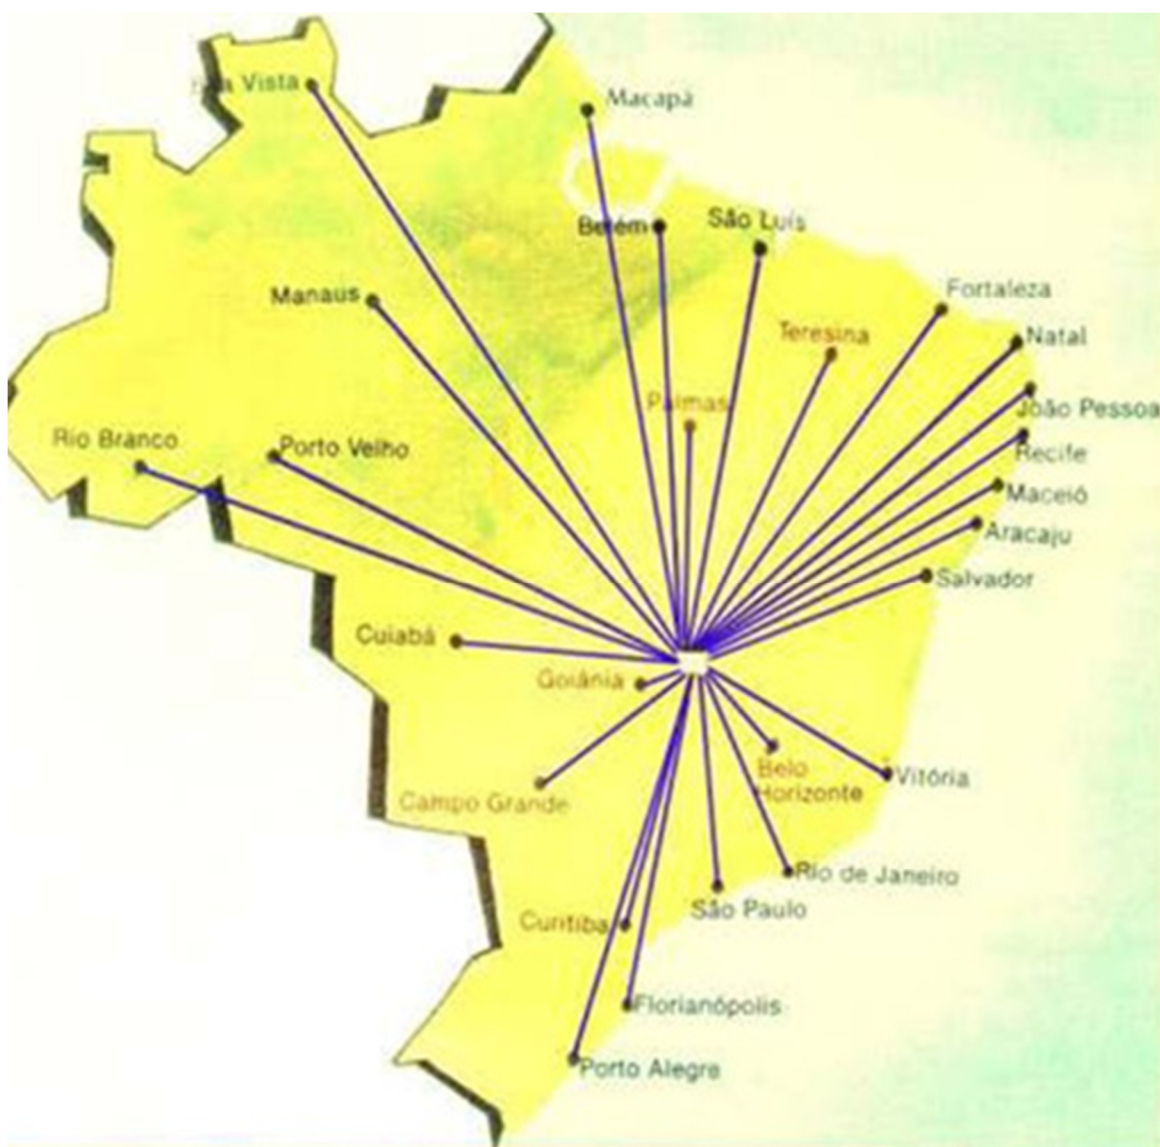 Vista
Macapá
Belém
São Luís
Manaus
Fortaleza
Teresina
Natal
Palmas
João Pessoa
Rio Branco
Porto Velho
Recife
Maceió
Aracaju
Salvador
Cuiabá
Goiânia
Belo
Horizonte
Vitória
Campo Grande
Rio de Janeiro
São Paulo
Curitiba
Florianópolis
Porto Alegre